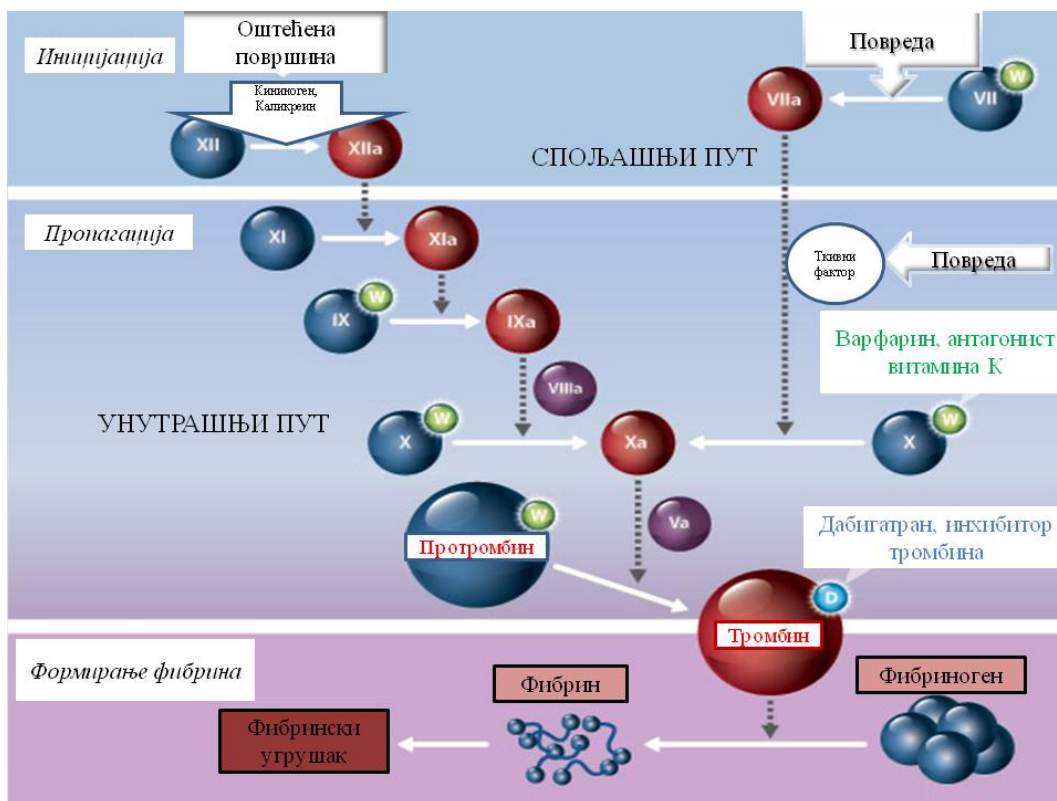 Иницијација
Оштећена
површина
Кининоген,
Каликреин
XII
XIIa
Повреда
VIIa
VII
W
СПОЉАШЊИ ПУТ
Пропагација
XI
XIa
Ткивни
фактор
Повреда
IX
W
IXa
VIIIa
Варфарин, антагонист
витамина К
УНУТРАШЊИ ПУТ
X
W
Xa
X
W
Протромбин
W
Va
Дабигатран, инхибитор
тромбина
D
Тромбин
Формирање фибрина
Фибрин
Фибриноген
Фибрински
угрушак